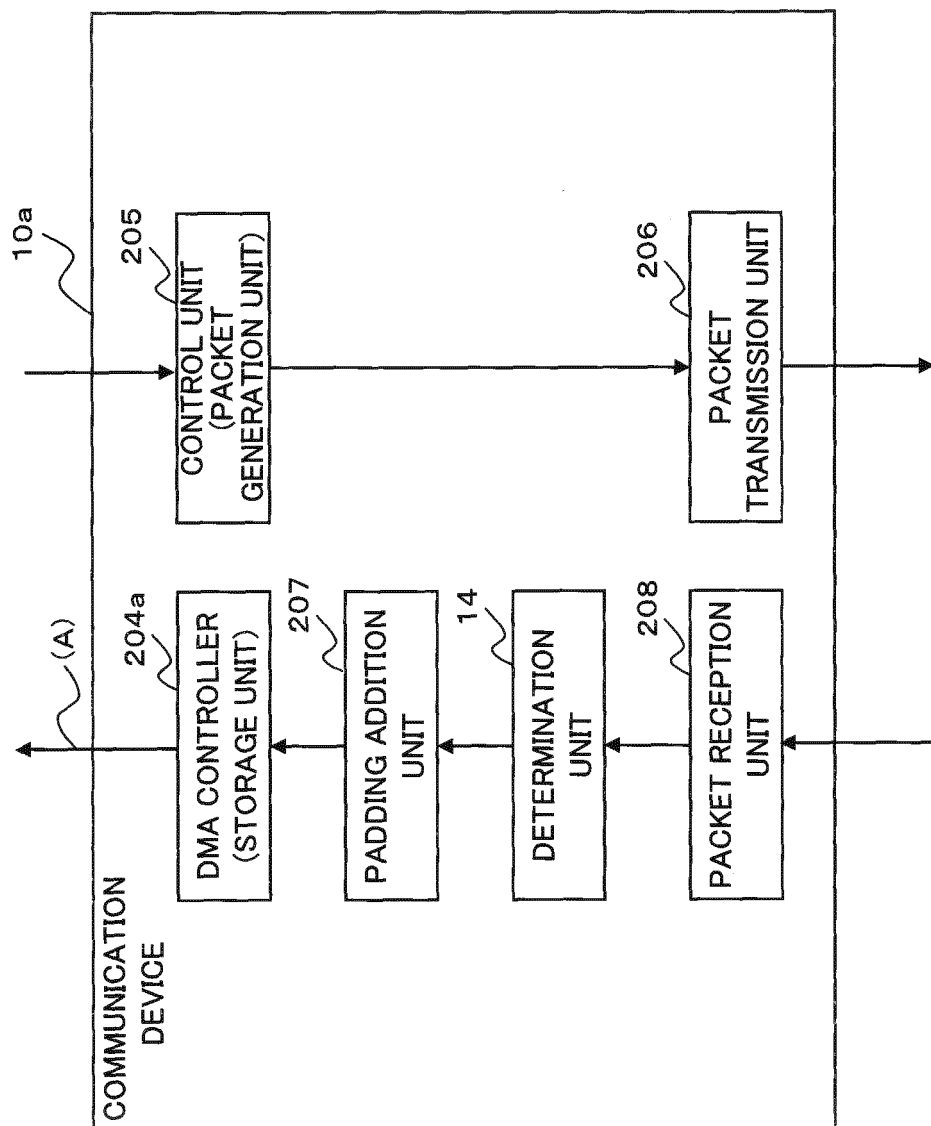 COMMUNICATION
DEVICE
10a
(A)
204a
DMA CONTROLLER
(STORAGE UNIT)
207
PADDING ADDITION
UNIT
14
DETERMINATION
UNIT
208
PACKET RECEPTION
UNIT
205
CONTROL UNIT
(PACKET
GENERATION UNIT)
206
PACKET
TRANSMISSION UNIT